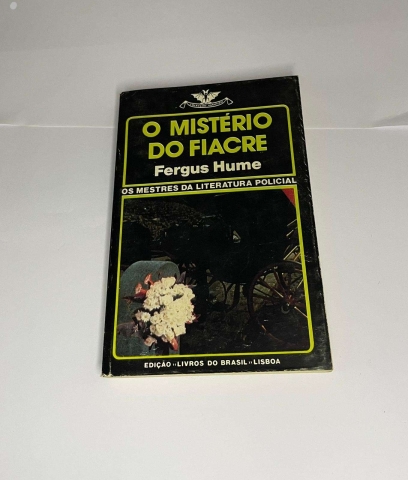 O MISTÉRIO
DO FIACRE
Fergus Hume
OS MESTRES DA LITERATURA POLICIAL
EDIÇÃO ‹‹LIVROS DO BRASIL›› LISBOA